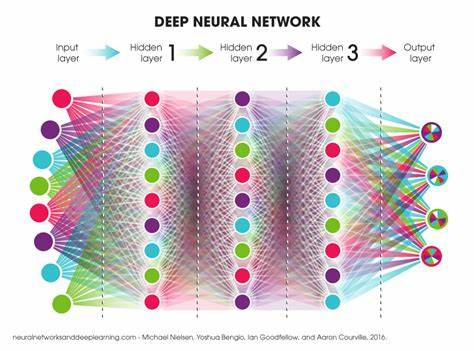 DEEP NEURAL NETWORK
Input layer
Hidden layer 1
Hidden layer 2
Hidden layer 3
Output layer
neuralnetworksanddeeplearning.com - Michael Nielsen, Yoshua Bengio, Ian Goodfellow, and Aaron Courville, 2016.